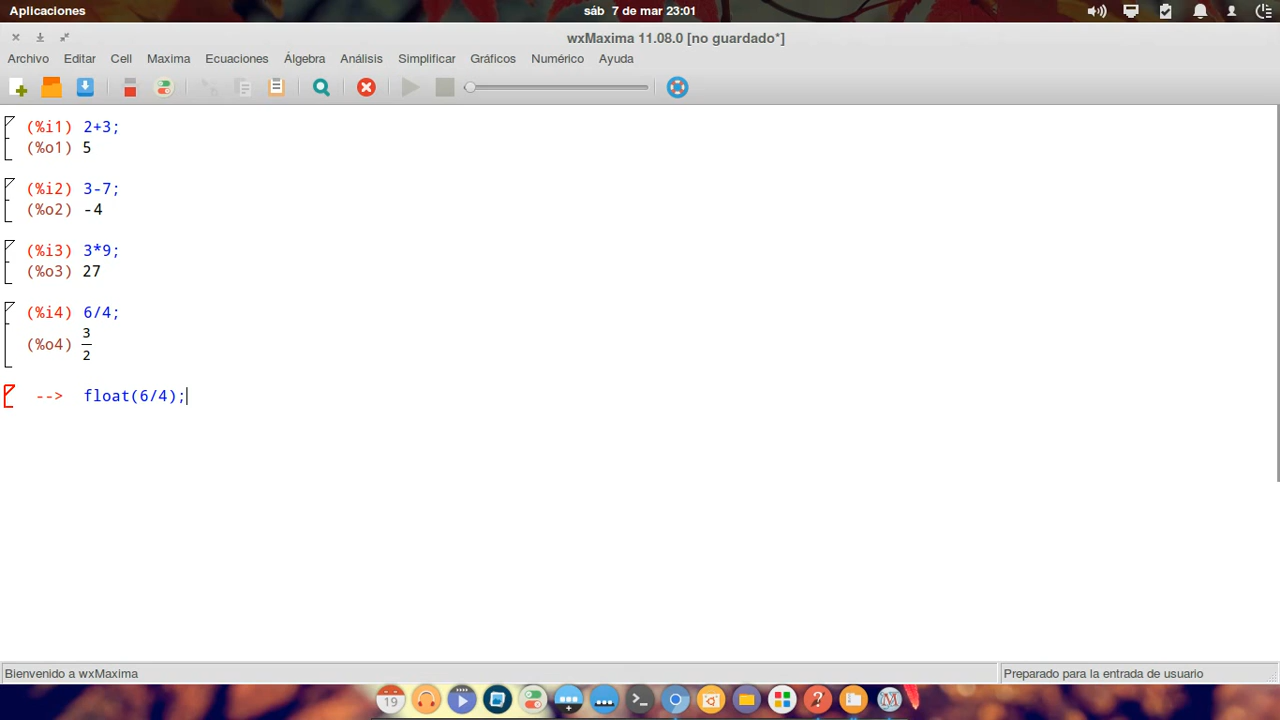 Aplicaciones
sáb 7 de mar 23:01
wxMaxima 11.08.0 [no guardado*]
Archivo Editar Cell Maxima Ecuaciones Álgebra Análisis Simplificar Gráficos Numérico Ayuda
(%i1) 2+3;
(%o1) 5
(%i2) 3-7;
(%o2) -4
(%i3) 3*9;
(%o3) 27
(%i4) 6/4;
(%o4) 3/2
--> float(6/4);
Bienvenido a wxMaxima
Preparado para la entrada de usuario
19